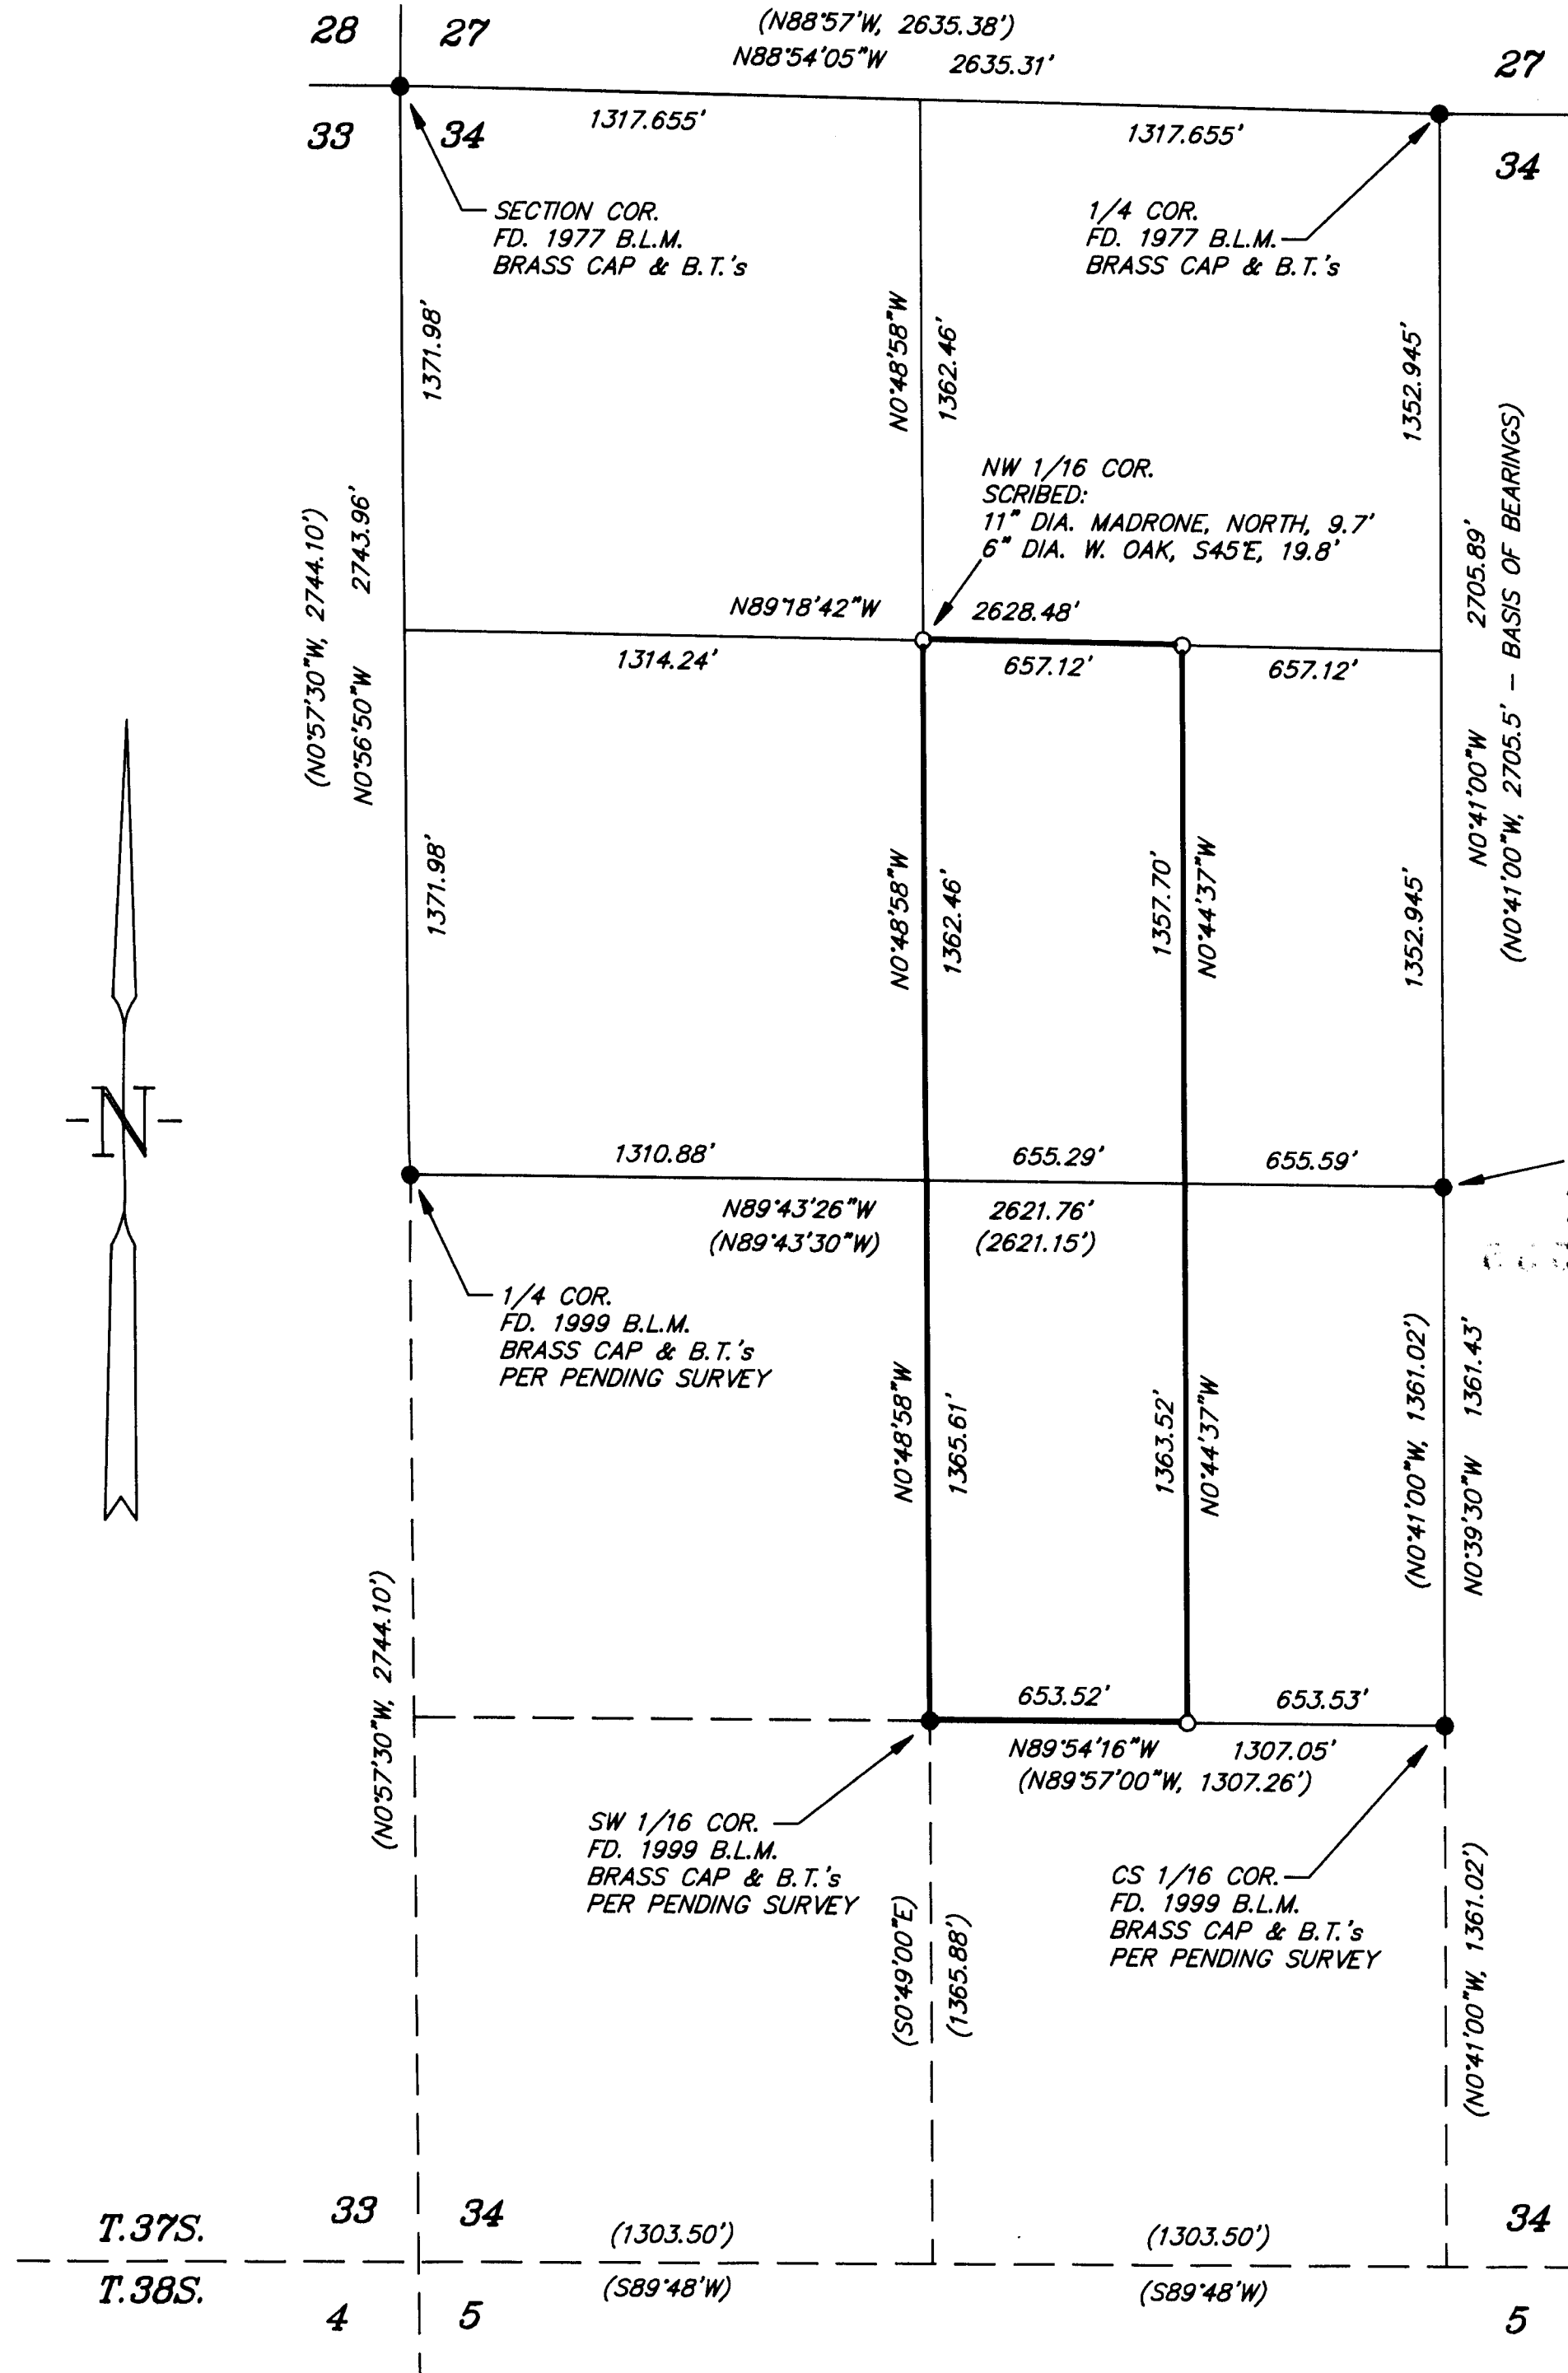 28 27 (N88°57'W, 2635.38') 27
N88°54'05"W 2635.31'
33 34 1317.655' 1317.655' 34
SECTION COR.
FD. 1977 B.L.M.
BRASS CAP & B.T.'s
1/4 COR.
FD. 1977 B.L.M.
BRASS CAP & B.T.'s
1371.98'
N0°48'58"W
1362.46'
1352.945'
NW 1/16 COR.
SCRIBED:
11" DIA. MADRONE, NORTH, 9.7'
6" DIA. W. OAK, S45°E, 19.8'
(N0°57'30"W, 2744.10')
N0°56'50"W 2743.96'
N0°41'00"W 2705.89'
(N0°41'00"W, 2705.5' - BASIS OF BEARINGS)
N89°18'42"W 2628.48'
1314.24' 657.12' 657.12'
1371.98'
N0°48'58"W
1362.46'
1357.70'
N0°44'37"W
1352.945'
N
1310.88' 655.29' 655.59'
N89°43'26"W 2621.76'
(N89°43'30"W) (2621.15')
1/4 COR.
FD. 1999 B.L.M.
BRASS CAP & B.T.'s
PER PENDING SURVEY
N0°48'58"W
1365.61'
1363.52'
N0°44'37"W
(N0°41'00"W, 1361.02')
N0°39'30"W 1361.43'
(N0°57'30"W, 2744.10')
653.52' 653.53'
N89°54'16"W 1307.05'
(N89°57'00"W, 1307.26')
SW 1/16 COR.
FD. 1999 B.L.M.
BRASS CAP & B.T.'s
PER PENDING SURVEY
CS 1/16 COR.
FD. 1999 B.L.M.
BRASS CAP & B.T.'s
PER PENDING SURVEY
(S0°49'00"E)
(1365.88')
(N0°41'00"W, 1361.02')
T.37S. 33 34 (1303.50') (1303.50') 34
T.38S. 4 5 (S89°48'W) (S89°48'W) 5